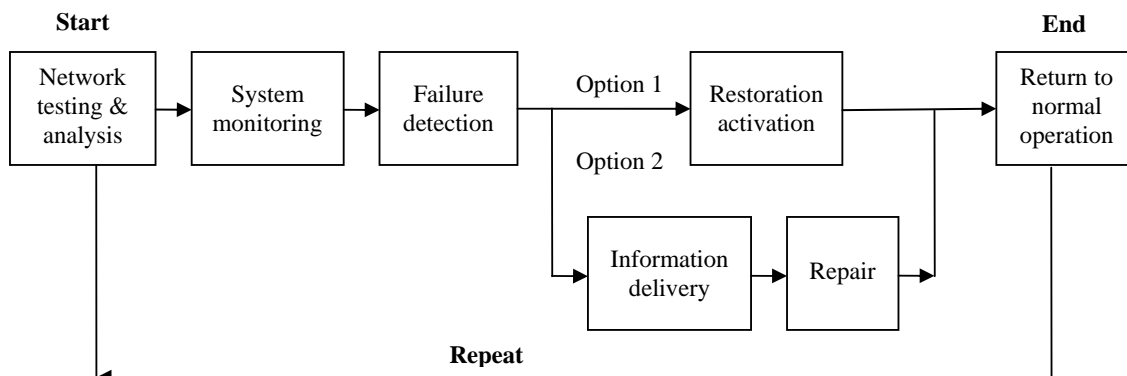 Start
End
Network
testing &
analysis
System
monitoring
Failure
detection
Option 1
Restoration
activation
Return to
normal
operation
Option 2
Information
delivery
Repair
Repeat